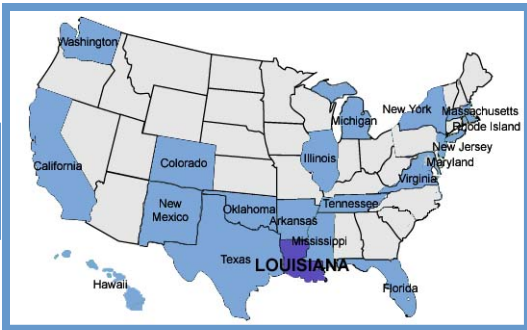 Washington
New York
Massachusetts
Michigan
Rhode Island
New Jersey
California
Colorado
Illinois
Maryland
Virginia
New
Mexico
Oklahoma
Tennessee
Arkansas
Mississippi
Texas
LOUISIANA
Hawaii
Florida